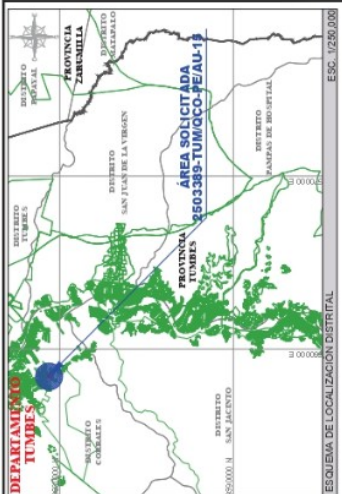 DEPARTAMENTO
TUMBES
DISTRITO
TUMBES
DISTRITO
PAPAYAL
PROVINCIA
ZARUMILLA
DISTRITO
MATAPALO
DISTRITO
CORRALES
DISTRITO
SAN JUAN DE LA VIRGEN
ÁREA SOLICITADA
2503389-TUM/QCO-PE/AU-15
PROVINCIA
TUMBES
DISTRITO
SAN JACINTO
DISTRITO
PAMPAS DE HOSPITAL
ESQUEMA DE LOCALIZACIÓN DISTRITAL
ESC. 1/250,000